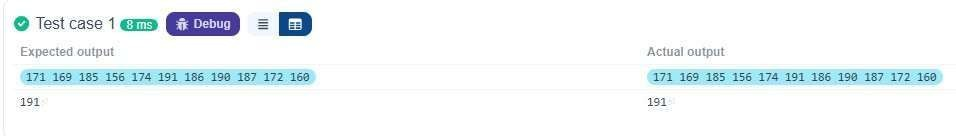 Test case 1 8 ms Debug
Expected output Actual output
171 169 185 156 174 191 186 190 187 172 160 171 169 185 156 174 191 186 190 187 172 160
191 191